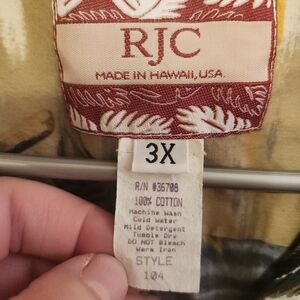 RJC
MADE IN HAWAII, USA.
3X
R/N #36708
100% COTTON
Machine Wash
Cold Water
Mild Detergent
Tumble Dry
DO NOT Bleach
Warm Iron
STYLE
104